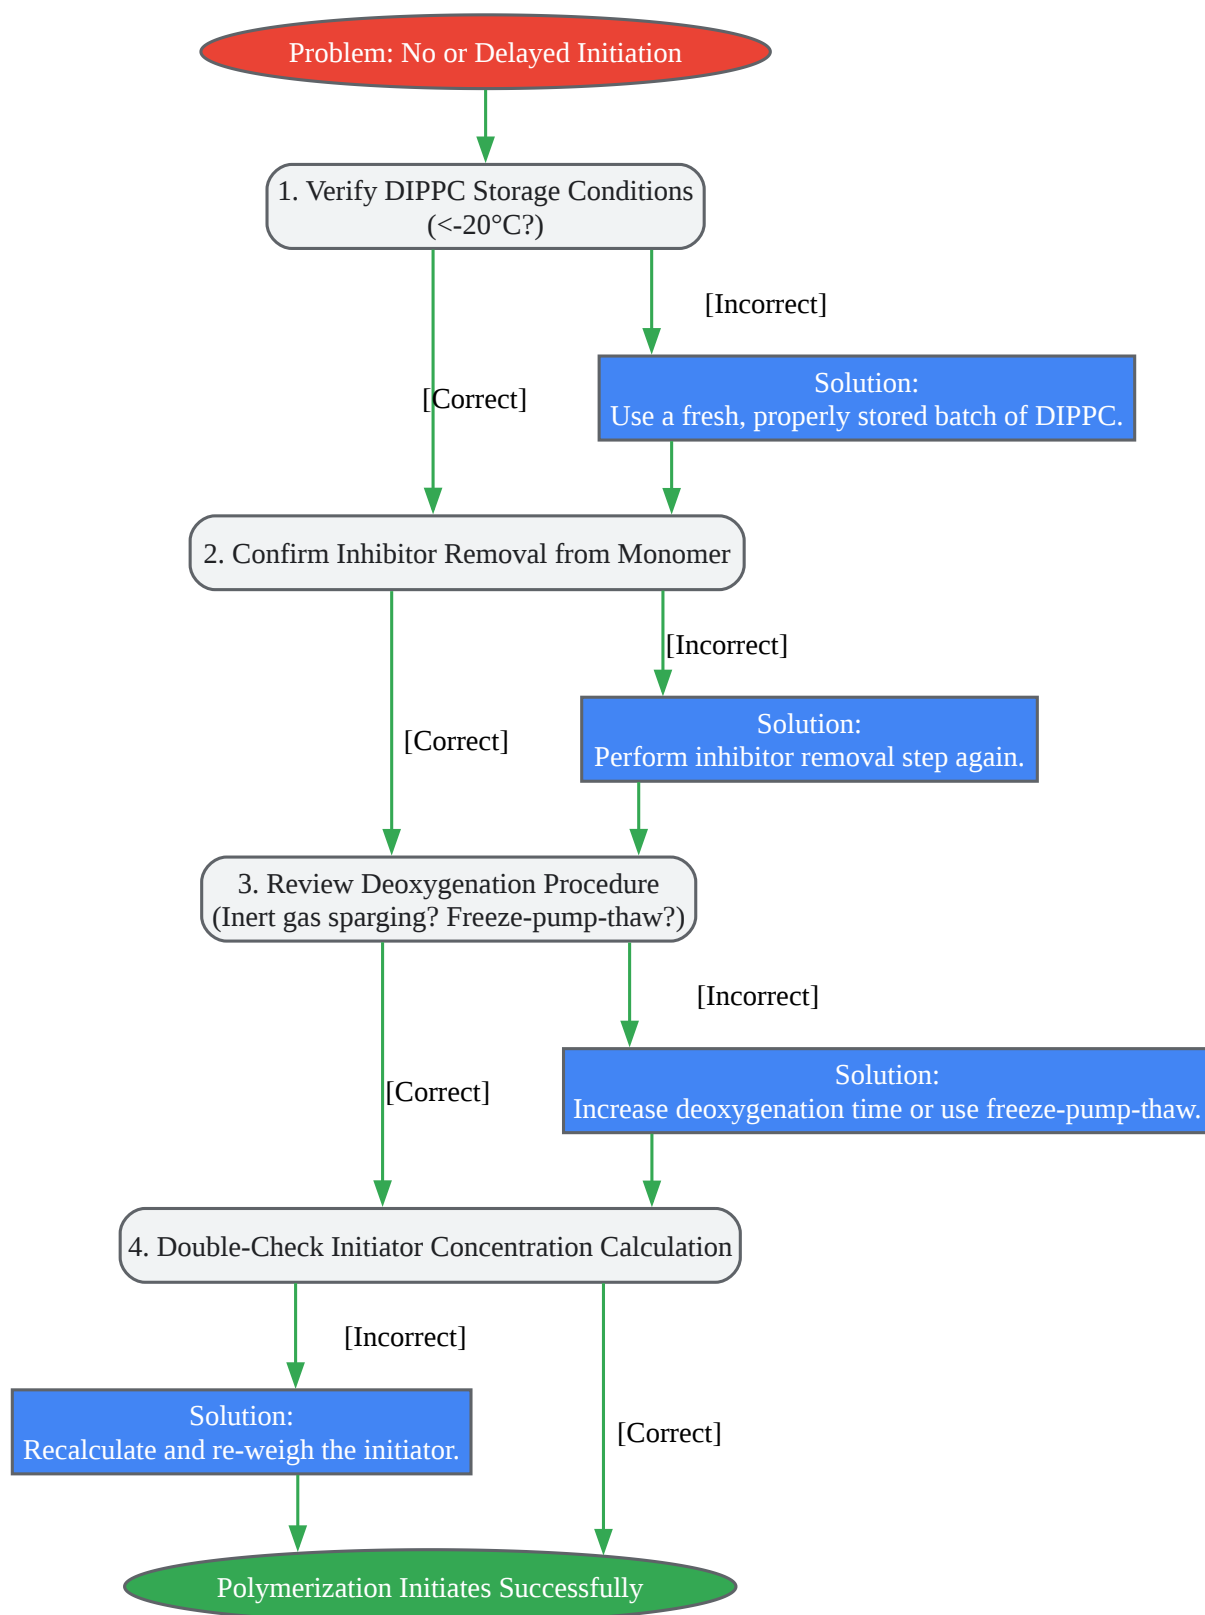 Problem: No or Delayed Initiation
1. Verify DIPPC Storage Conditions
(<-20°C?)
[Incorrect]
[Correct]
Solution:
Use a fresh, properly stored batch of DIPPC.
2. Confirm Inhibitor Removal from Monomer
[Incorrect]
[Correct]
Solution:
Perform inhibitor removal step again.
3. Review Deoxygenation Procedure
(Inert gas sparging? Freeze-pump-thaw?)
[Incorrect]
[Correct]
Solution:
Increase deoxygenation time or use freeze-pump-thaw.
4. Double-Check Initiator Concentration Calculation
[Incorrect]
[Correct]
Solution:
Recalculate and re-weigh the initiator.
Polymerization Initiates Successfully